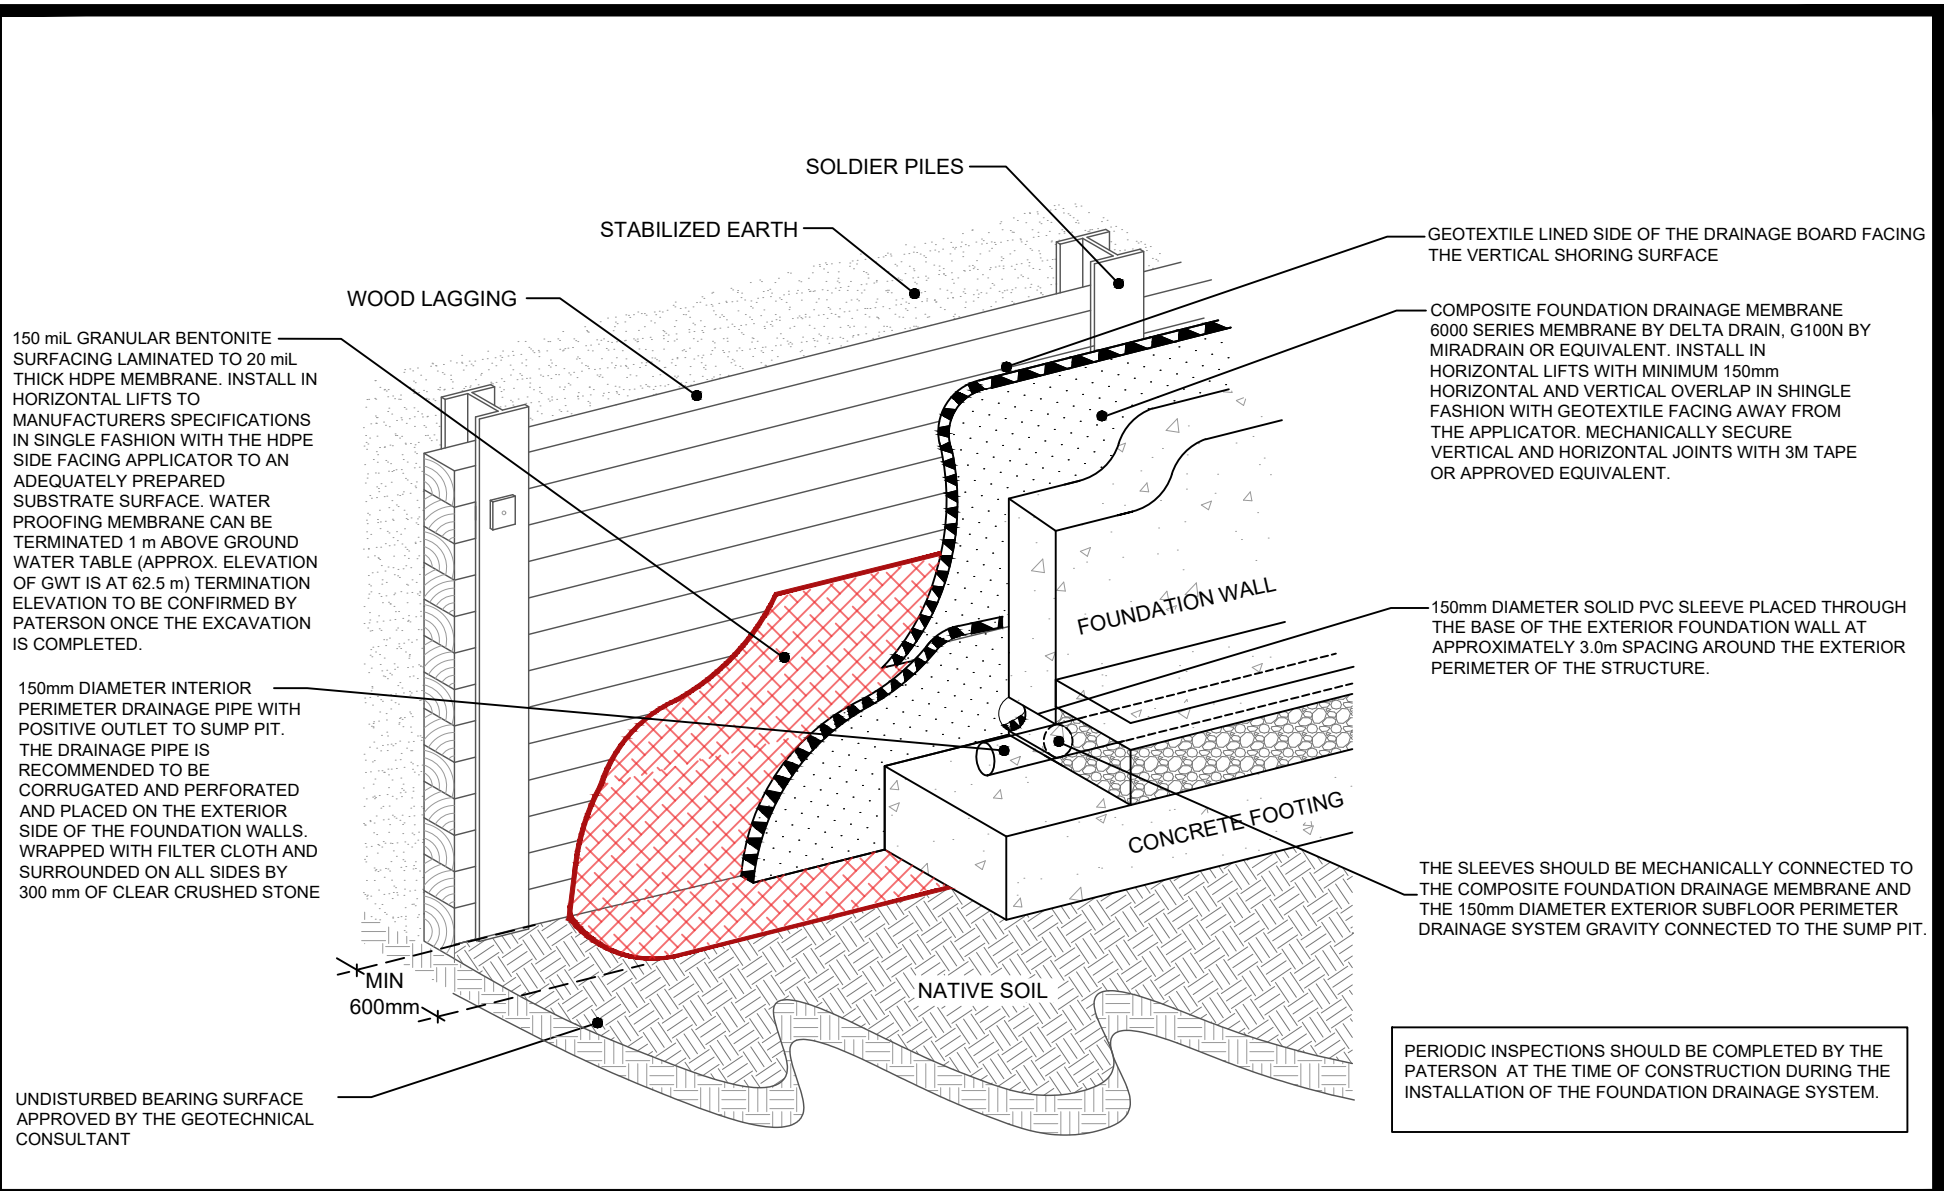 SOLDIER PILES
STABILIZED EARTH
WOOD LAGGING
150 miL GRANULAR BENTONITE
SURFACING LAMINATED TO 20 miL
THICK HDPE MEMBRANE. INSTALL IN
HORIZONTAL LIFTS TO
MANUFACTURERS SPECIFICATIONS
IN SINGLE FASHION WITH THE HDPE
SIDE FACING APPLICATOR TO AN
ADEQUATELY PREPARED
SUBSTRATE SURFACE. WATER
PROOFING MEMBRANE CAN BE
TERMINATED 1 m ABOVE GROUND
WATER TABLE (APPROX. ELEVATION
OF GWT IS AT 62.5 m) TERMINATION
ELEVATION TO BE CONFIRMED BY
PATERSON ONCE THE EXCAVATION
IS COMPLETED.
150mm DIAMETER INTERIOR
PERIMETER DRAINAGE PIPE WITH
POSITIVE OUTLET TO SUMP PIT.
THE DRAINAGE PIPE IS
RECOMMENDED TO BE
CORRUGATED AND PERFORATED
AND PLACED ON THE EXTERIOR
SIDE OF THE FOUNDATION WALLS.
WRAPPED WITH FILTER CLOTH AND
SURROUNDED ON ALL SIDES BY
300 mm OF CLEAR CRUSHED STONE
MIN
600mm
UNDISTURBED BEARING SURFACE
APPROVED BY THE GEOTECHNICAL
CONSULTANT
FOUNDATION WALL
CONCRETE FOOTING
NATIVE SOIL
GEOTEXTILE LINED SIDE OF THE DRAINAGE BOARD FACING
THE VERTICAL SHORING SURFACE
COMPOSITE FOUNDATION DRAINAGE MEMBRANE
6000 SERIES MEMBRANE BY DELTA DRAIN, G100N BY
MIRADRAIN OR EQUIVALENT. INSTALL IN
HORIZONTAL LIFTS WITH MINIMUM 150mm
HORIZONTAL AND VERTICAL OVERLAP IN SHINGLE
FASHION WITH GEOTEXTILE FACING AWAY FROM
THE APPLICATOR. MECHANICALLY SECURE
VERTICAL AND HORIZONTAL JOINTS WITH 3M TAPE
OR APPROVED EQUIVALENT.
150mm DIAMETER SOLID PVC SLEEVE PLACED THROUGH
THE BASE OF THE EXTERIOR FOUNDATION WALL AT
APPROXIMATELY 3.0m SPACING AROUND THE EXTERIOR
PERIMETER OF THE STRUCTURE.
THE SLEEVES SHOULD BE MECHANICALLY CONNECTED TO
THE COMPOSITE FOUNDATION DRAINAGE MEMBRANE AND
THE 150mm DIAMETER EXTERIOR SUBFLOOR PERIMETER
DRAINAGE SYSTEM GRAVITY CONNECTED TO THE SUMP PIT.
PERIODIC INSPECTIONS SHOULD BE COMPLETED BY THE
PATERSON AT THE TIME OF CONSTRUCTION DURING THE
INSTALLATION OF THE FOUNDATION DRAINAGE SYSTEM.